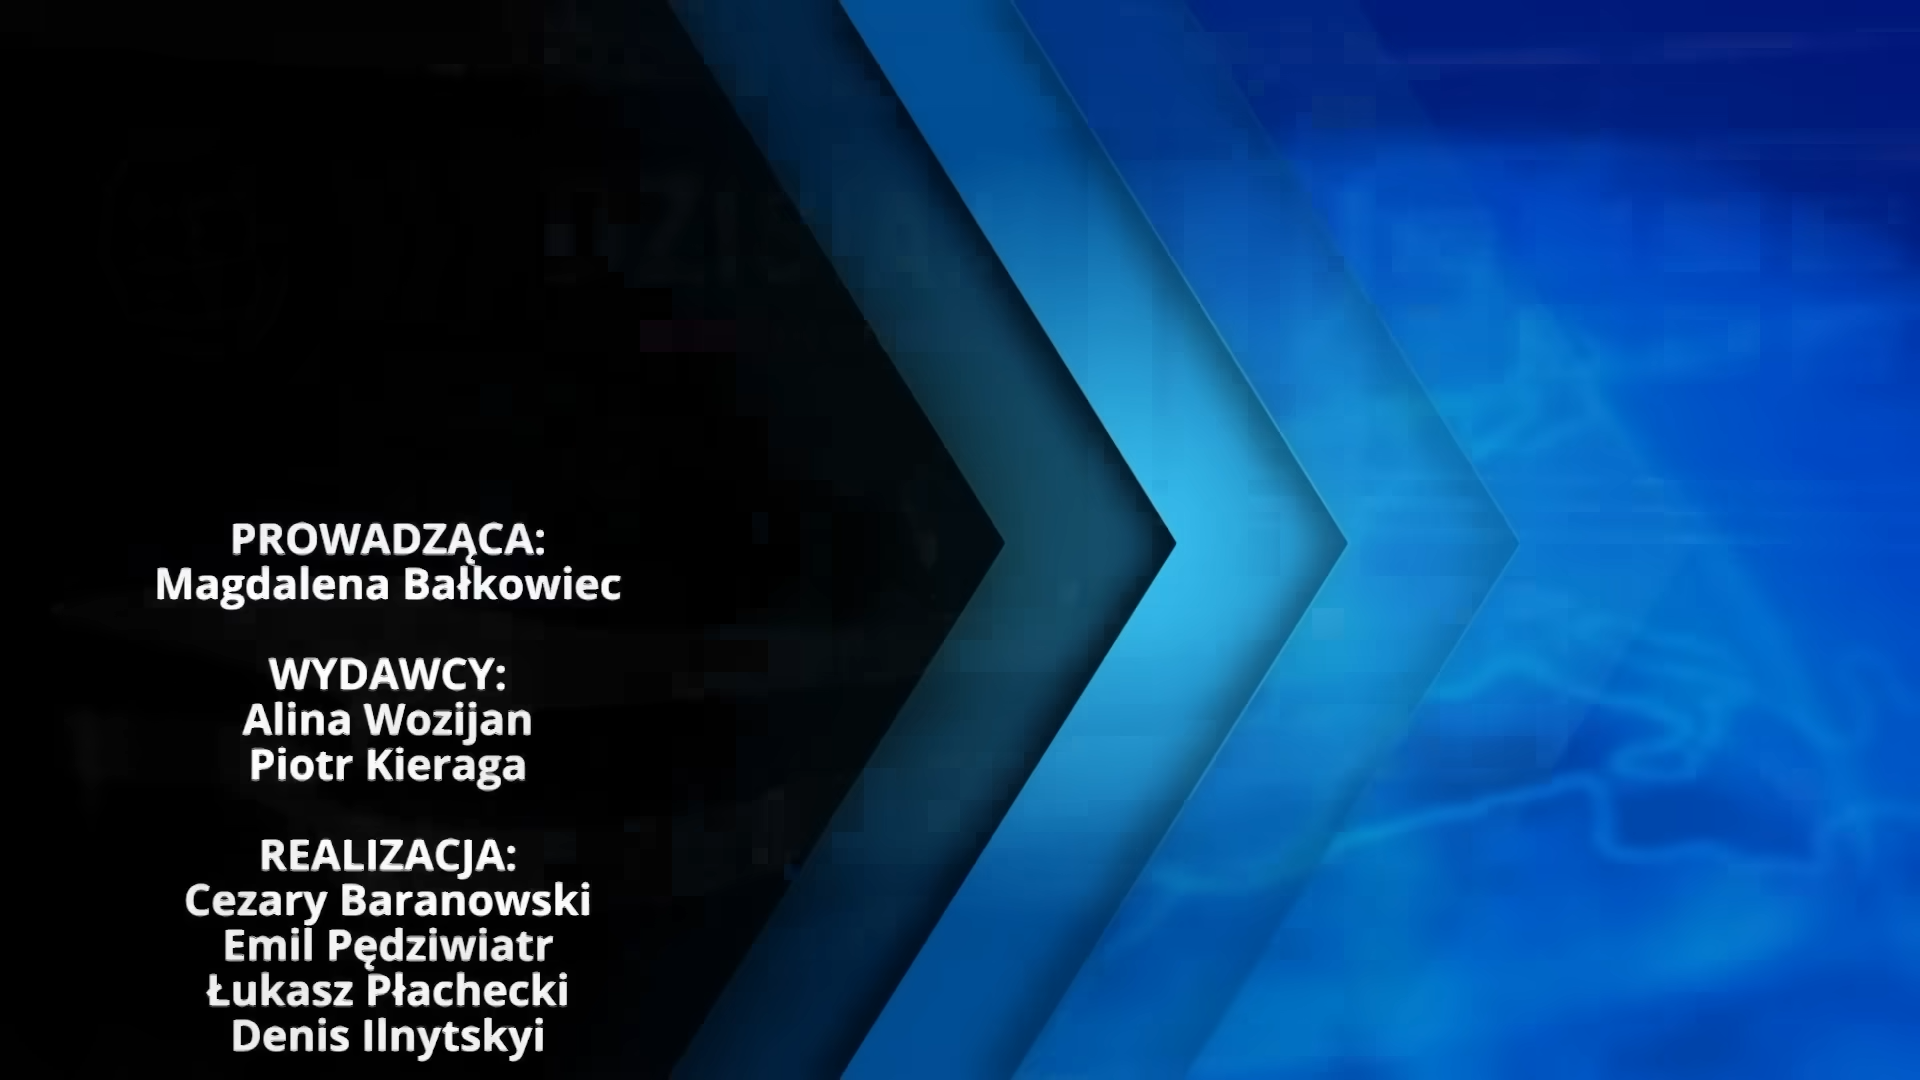 PROWADZĄCA:
Magdalena Bałkowiec
WYDAWCY:
Alina Wozijan
Piotr Kieraga
REALIZACJA:
Cezary Baranowski
Emil Pędziwiatr
Łukasz Płachecki
Denis Ilnytskyi